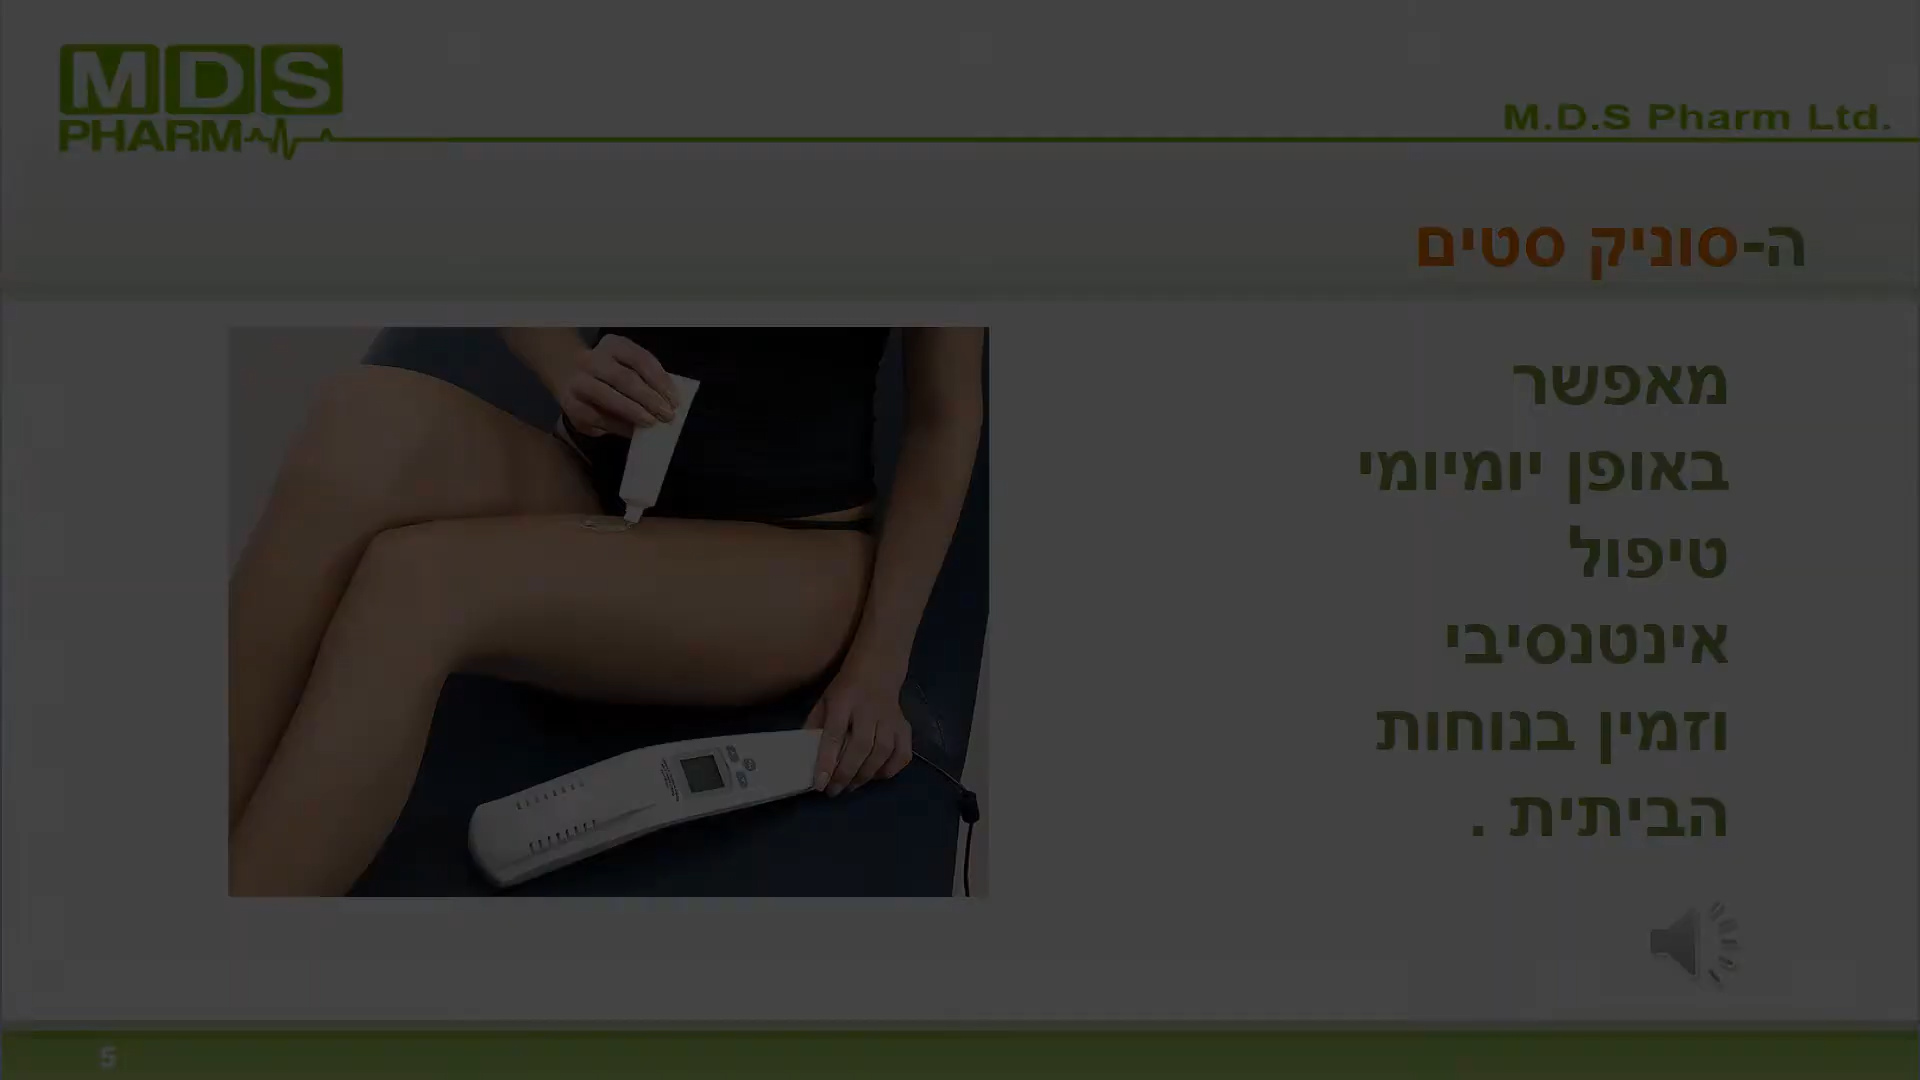 MDS
PHARM
M.D.S Pharm Ltd.
ה-סוניק סטים
מאפשר
באופן יומיומי
טיפול
אינטנסיבי
וזמין בנוחות
הביתית .
5